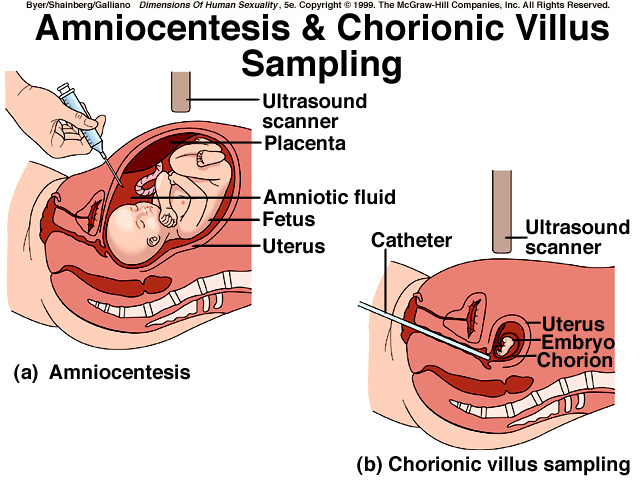 Byer/Shainberg/Galliano Dimensions Of Human Sexuality, 5e. Copyright © 1999. The McGraw-Hill Companies, Inc. All Rights Reserved.
Amniocentesis & Chorionic Villus
Sampling
Ultrasound
scanner
Placenta
Amniotic fluid
Fetus
Uterus
(a) Amniocentesis
Catheter
Ultrasound
scanner
Uterus
Embryo
Chorion
(b) Chorionic villus sampling